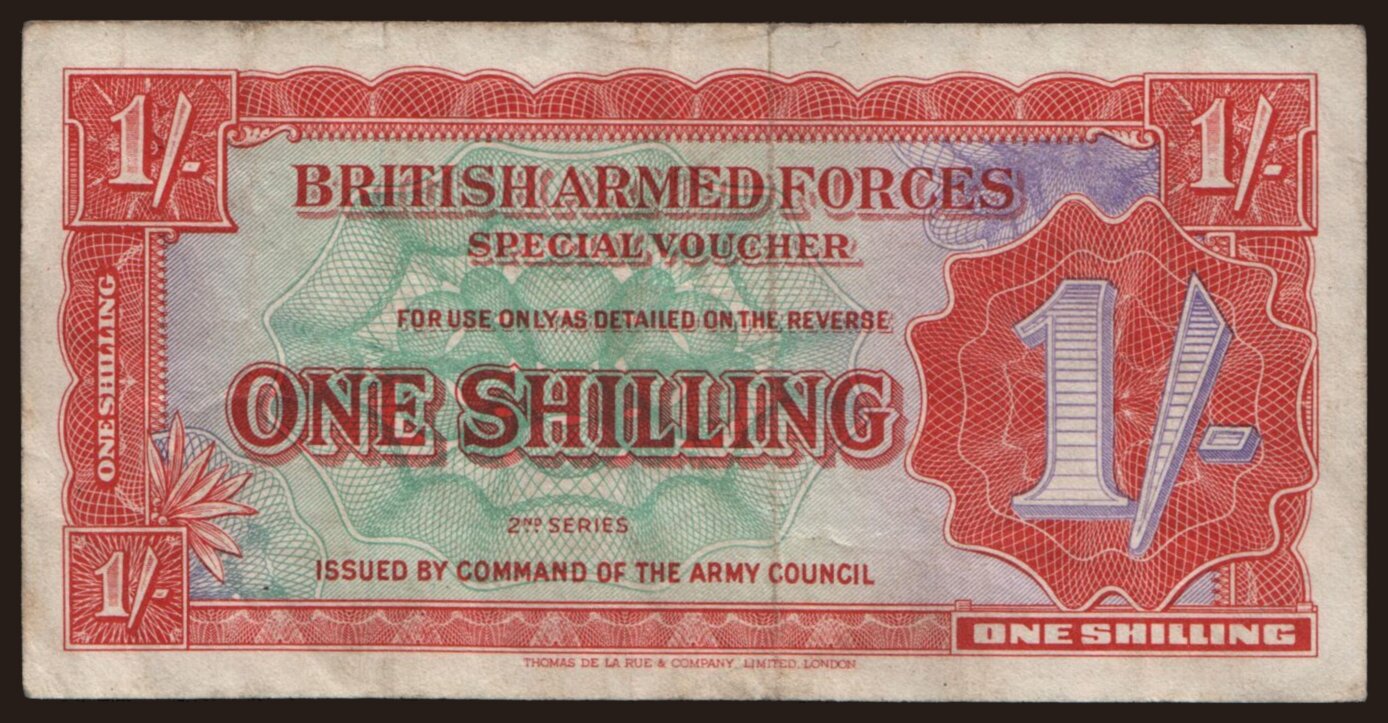 1/-
1/-
BRITISH ARMED FORCES
SPECIAL VOUCHER
FOR USE ONLY AS DETAILED ON THE REVERSE
ONE SHILLING
ONE SHILLING
1/-
2ND SERIES
ISSUED BY COMMAND OF THE ARMY COUNCIL
1/-
ONE SHILLING
THOMAS DE LA RUE & COMPANY, LIMITED, LONDON